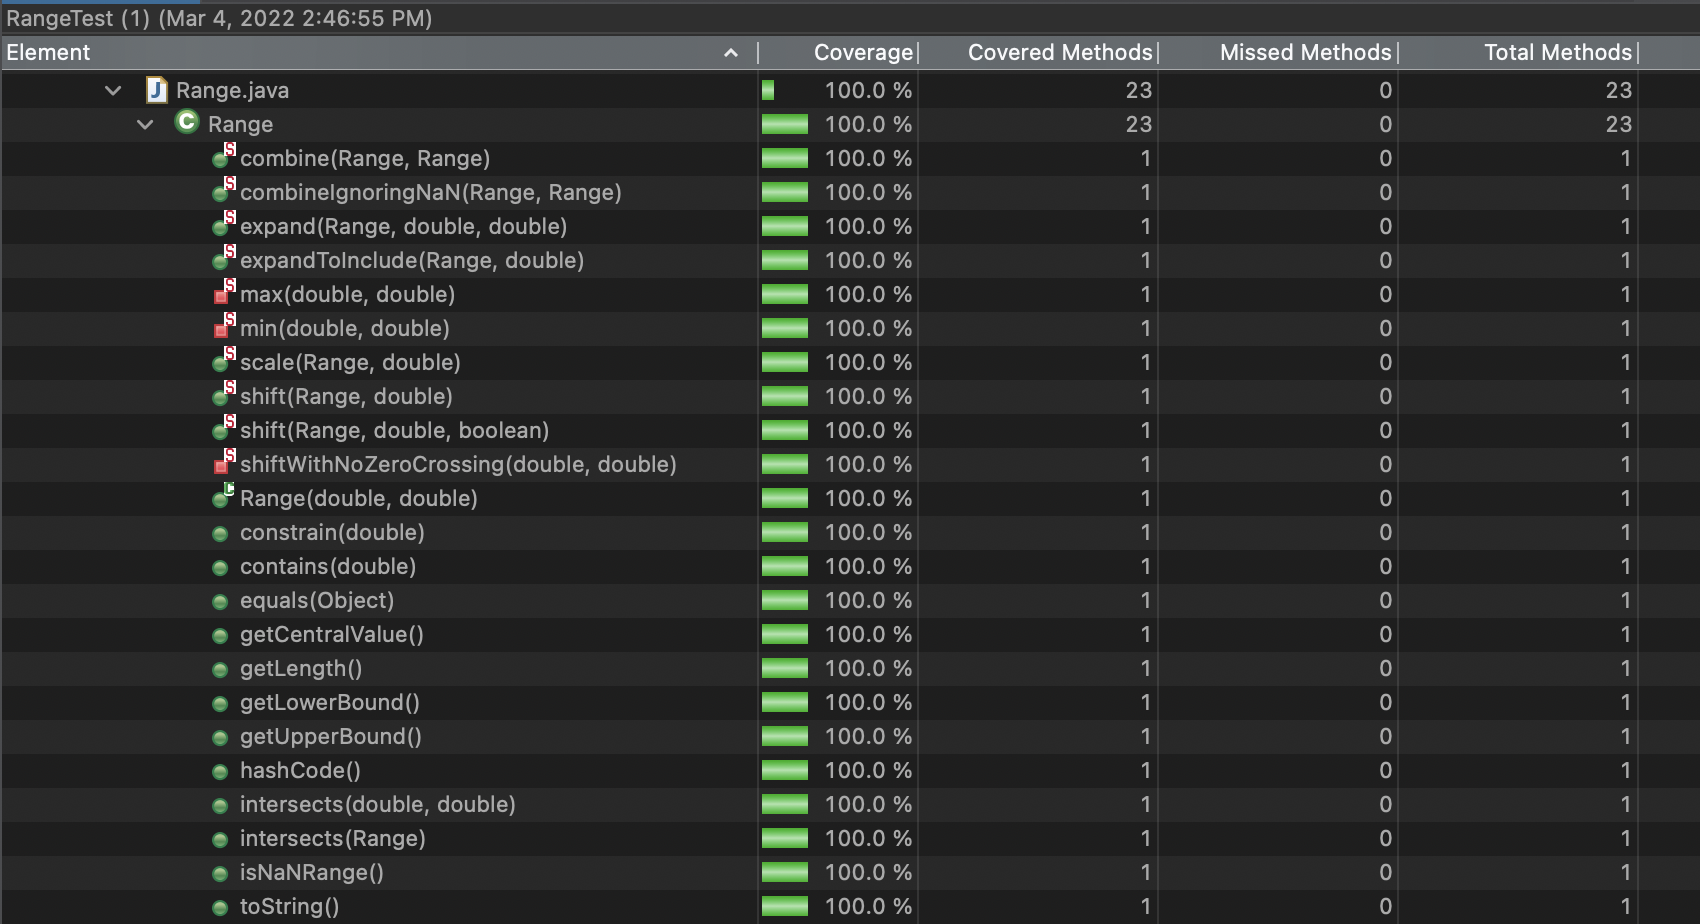 RangeTest (1) (Mar 4, 2022 2:46:55 PM)
Element Coverage Covered Methods Missed Methods Total Methods
J Range.java 100.0 % 23 0 23
C Range 100.0 % 23 0 23
S combine(Range, Range) 100.0 % 1 0 1
S combineIgnoringNaN(Range, Range) 100.0 % 1 0 1
S expand(Range, double, double) 100.0 % 1 0 1
S expandToInclude(Range, double) 100.0 % 1 0 1
S max(double, double) 100.0 % 1 0 1
S min(double, double) 100.0 % 1 0 1
S scale(Range, double) 100.0 % 1 0 1
S shift(Range, double) 100.0 % 1 0 1
S shift(Range, double, boolean) 100.0 % 1 0 1
S shiftWithNoZeroCrossing(double, double) 100.0 % 1 0 1
C Range(double, double) 100.0 % 1 0 1
constrain(double) 100.0 % 1 0 1
contains(double) 100.0 % 1 0 1
equals(Object) 100.0 % 1 0 1
getCentralValue() 100.0 % 1 0 1
getLength() 100.0 % 1 0 1
getLowerBound() 100.0 % 1 0 1
getUpperBound() 100.0 % 1 0 1
hashCode() 100.0 % 1 0 1
intersects(double, double) 100.0 % 1 0 1
intersects(Range) 100.0 % 1 0 1
isNaNRange() 100.0 % 1 0 1
toString() 100.0 % 1 0 1